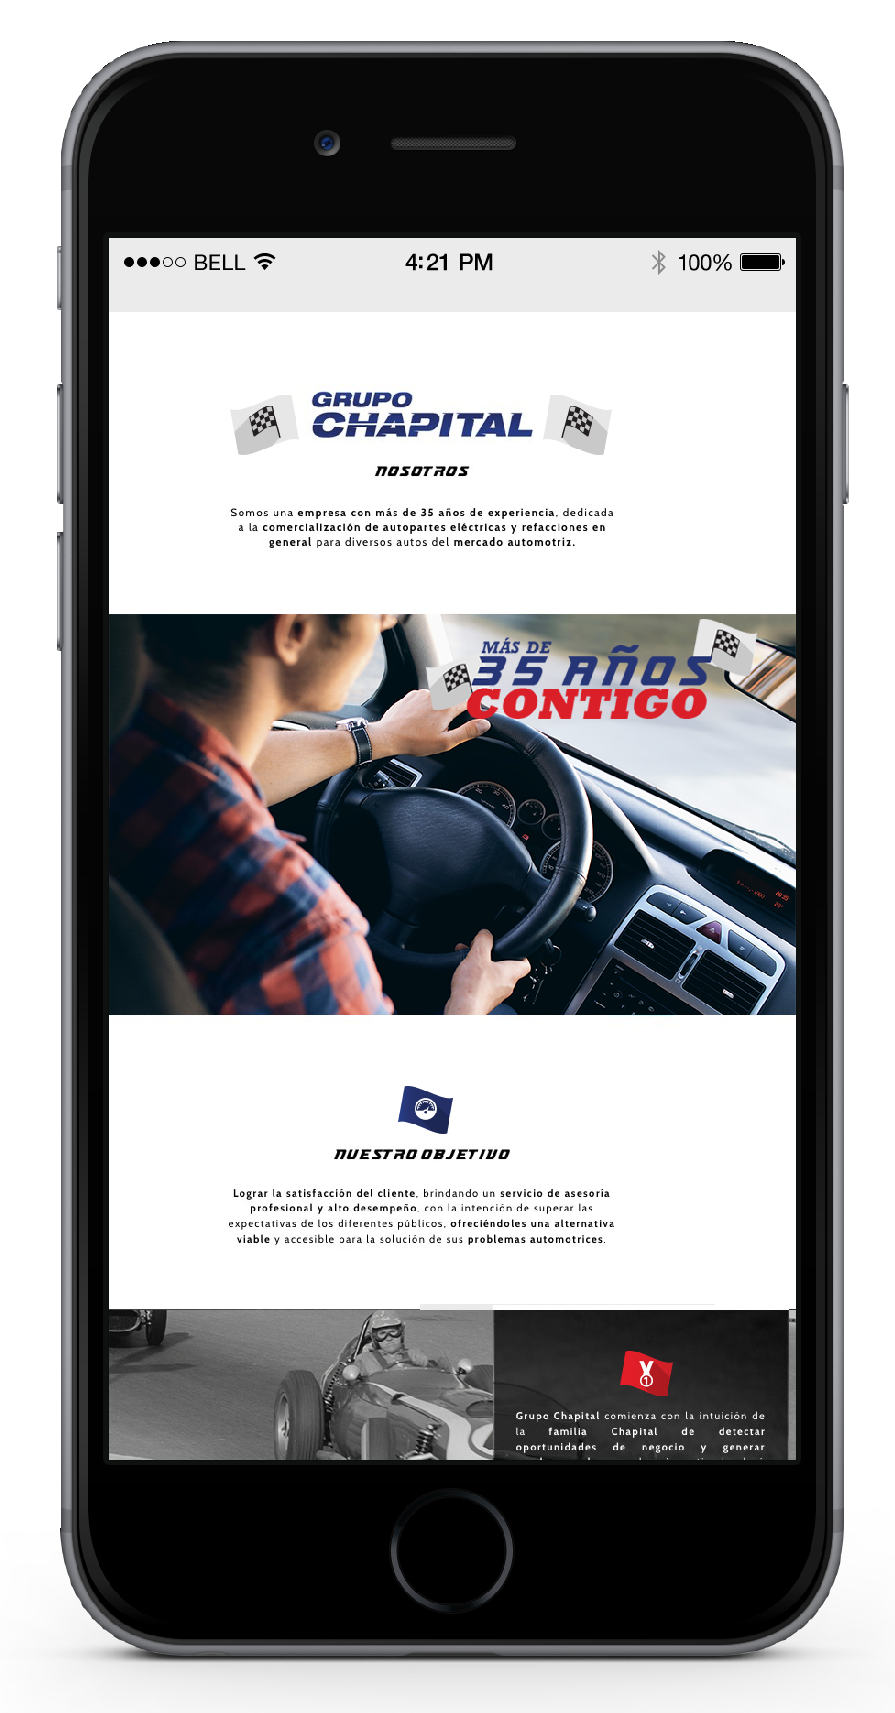 BELL
4:21 PM
100%
GRUPO
CHAPITAL
NOSOTROS
Somos una empresa con más de 35 años de experiencia, dedicada
a la comercialización de autopartes eléctricas y refacciones en
general para diversos autos del mercado automotriz.
MÁS DE
35 AÑOS
CONTIGO
NUESTRO OBJETIVO
Lograr la satisfacción del cliente, brindando un servicio de asesoria
profesional y alto desempeño, con la intención de superar las
expectativas de los diferentes públicos, ofreciéndoles una alternativa
viable y accesible para la solución de sus problemas automotrices.
1
Grupo Chapital comienza con la intuición de
la familia Chapital de detectar
oportunidades de negocio y generar